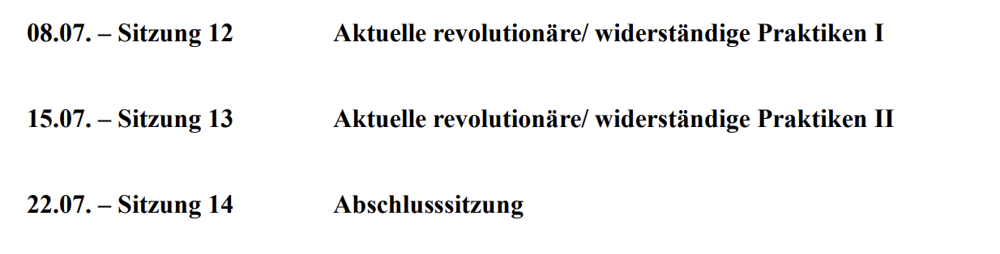 08.07. – Sitzung 12 Aktuelle revolutionäre/ widerständige Praktiken I
15.07. – Sitzung 13 Aktuelle revolutionäre/ widerständige Praktiken II
22.07. – Sitzung 14 Abschlusssitzung